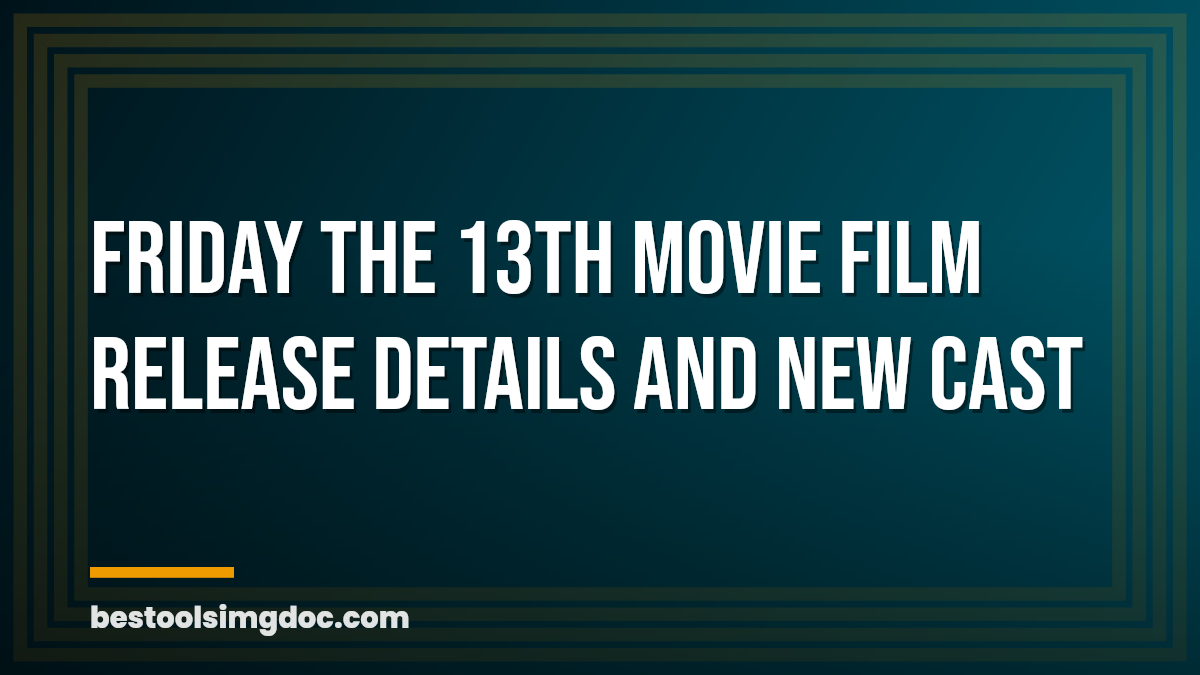 FRIDAY THE 13TH MOVIE FILM
RELEASE DETAILS AND NEW CAST
bestoolsimgdoc.com